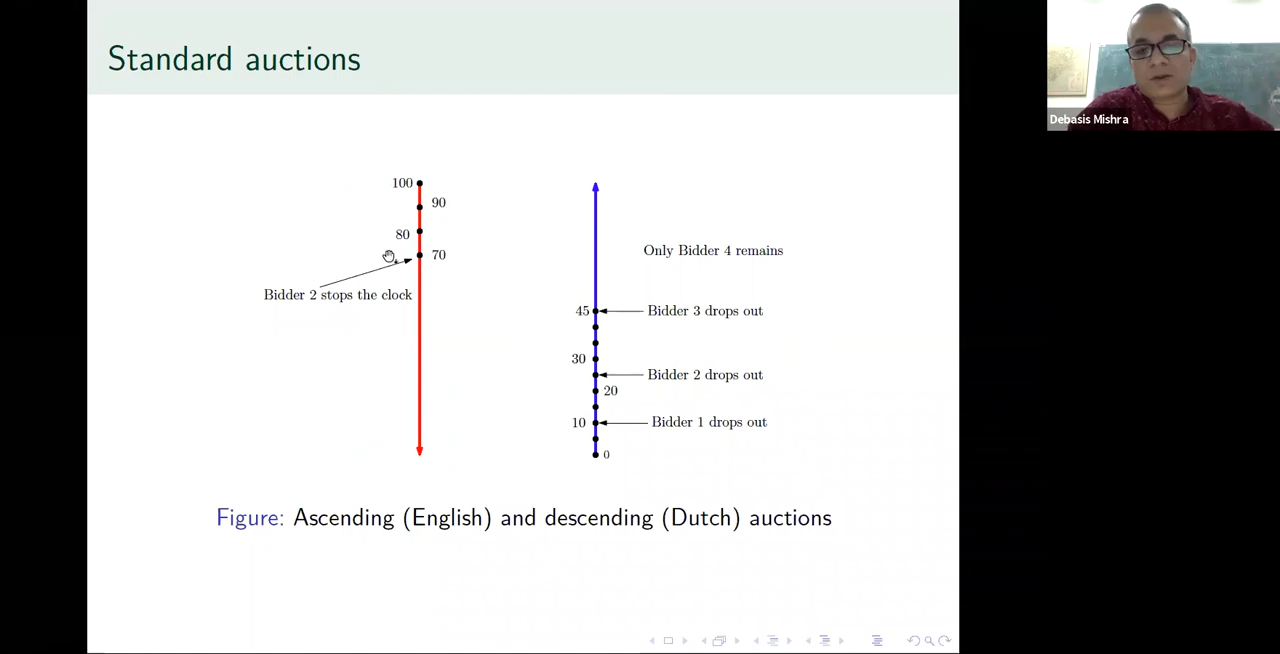 Standard auctions
Debasis Mishra
100
90
80
70
Bidder 2 stops the clock
Only Bidder 4 remains
45
Bidder 3 drops out
30
Bidder 2 drops out
20
10
Bidder 1 drops out
0
Figure: Ascending (English) and descending (Dutch) auctions